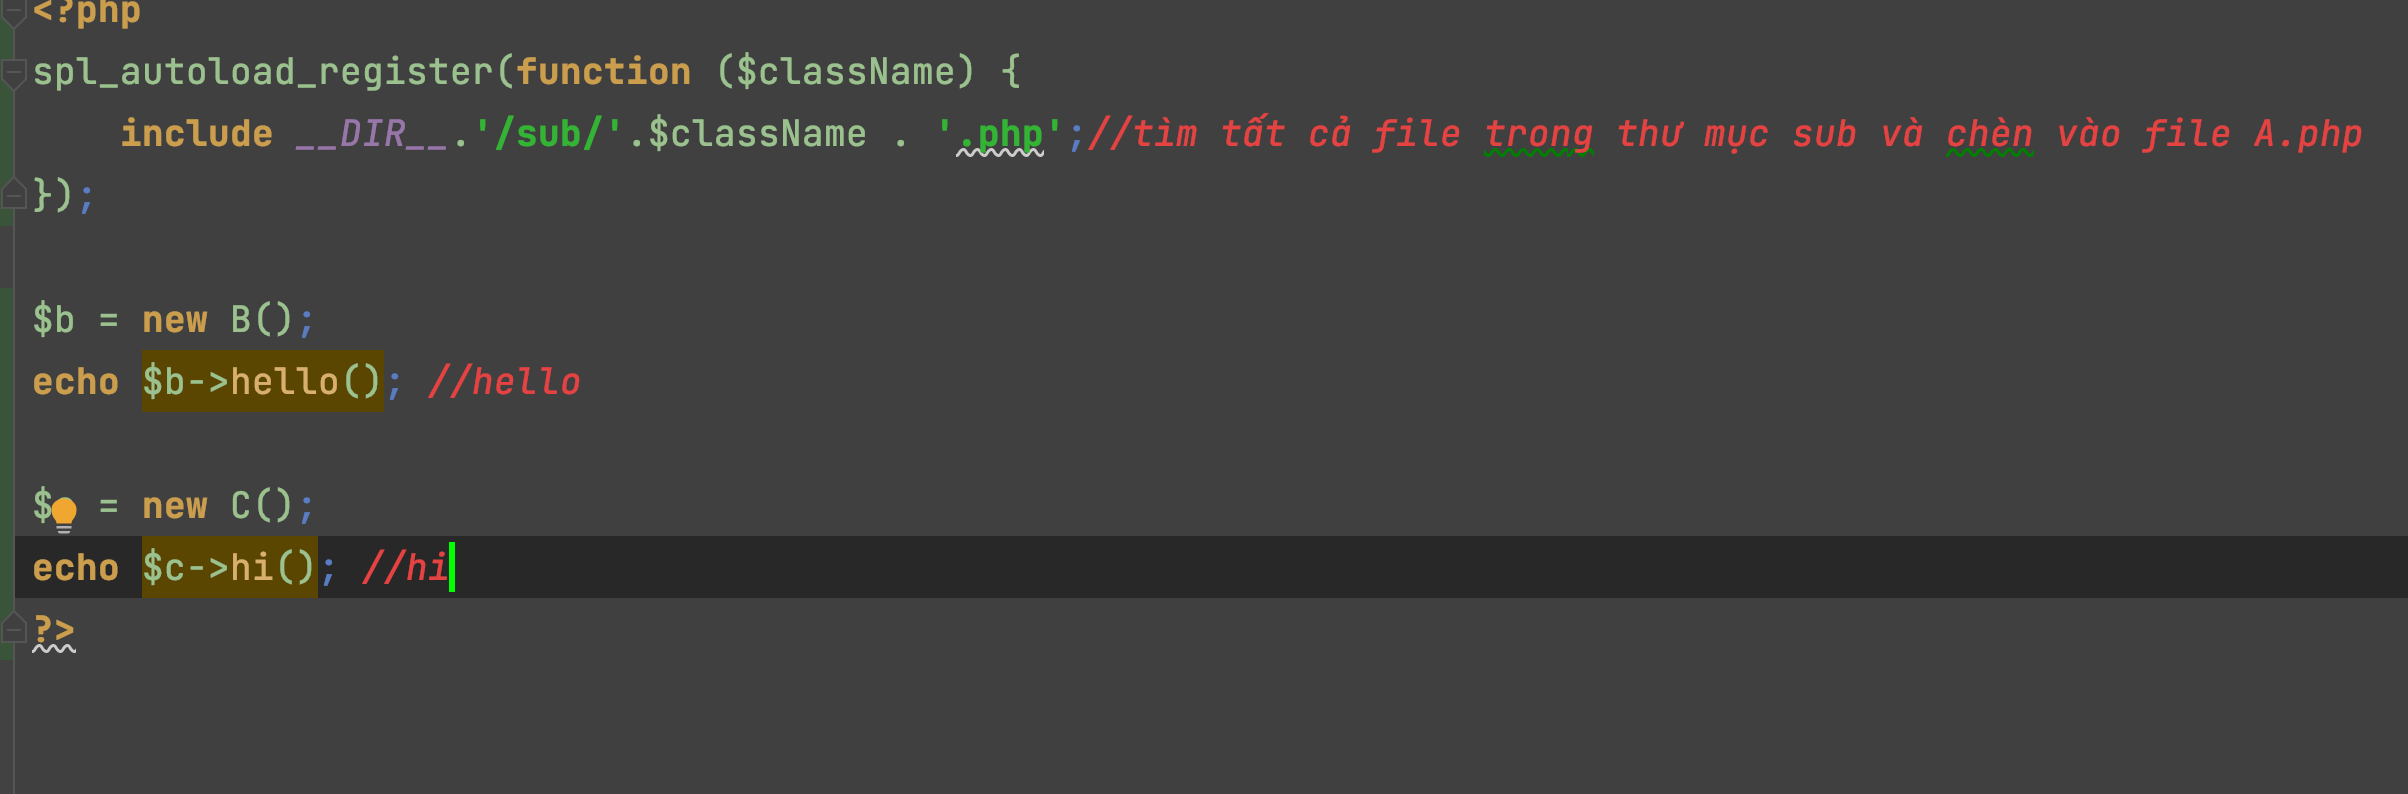 <?php
spl_autoload_register(function ($className) {
    include __DIR__.'/sub/'.$className . '.php';//tìm tất cả file trong thư mục sub và chèn vào file A.php
});
$b = new B();
echo $b->hello(); //hello
$ = new C();
echo $c->hi(); //hi
?>